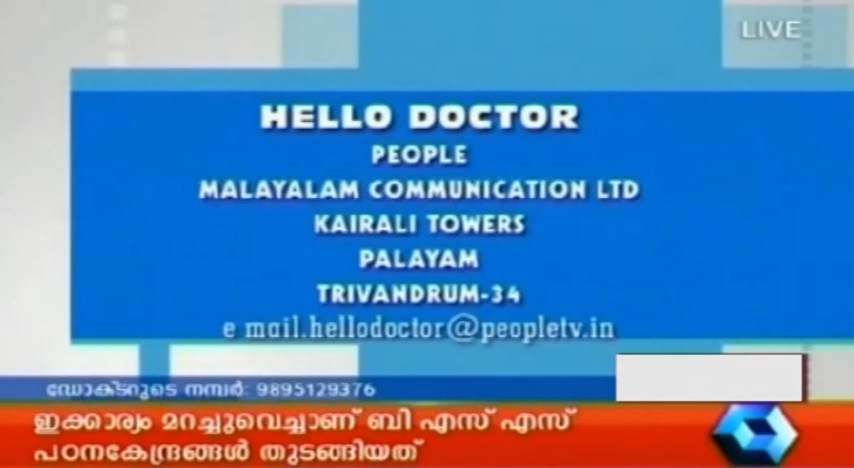 LIVE
HELLO DOCTOR
PEOPLE
MALAYALAM COMMUNICATION LTD
KAIRALI TOWERS
PALAYAM
TRIVANDRUM-34
e mail.hellodoctor@peopletv.in
ഡോക്ടറുടെ നമ്പർ: 9895129376
ഇക്കാര്യം മറച്ചുവെച്ചാണ് ബി എസ് എസ്
പഠനകേന്ദ്രങ്ങൾ തുടങ്ങിയത്